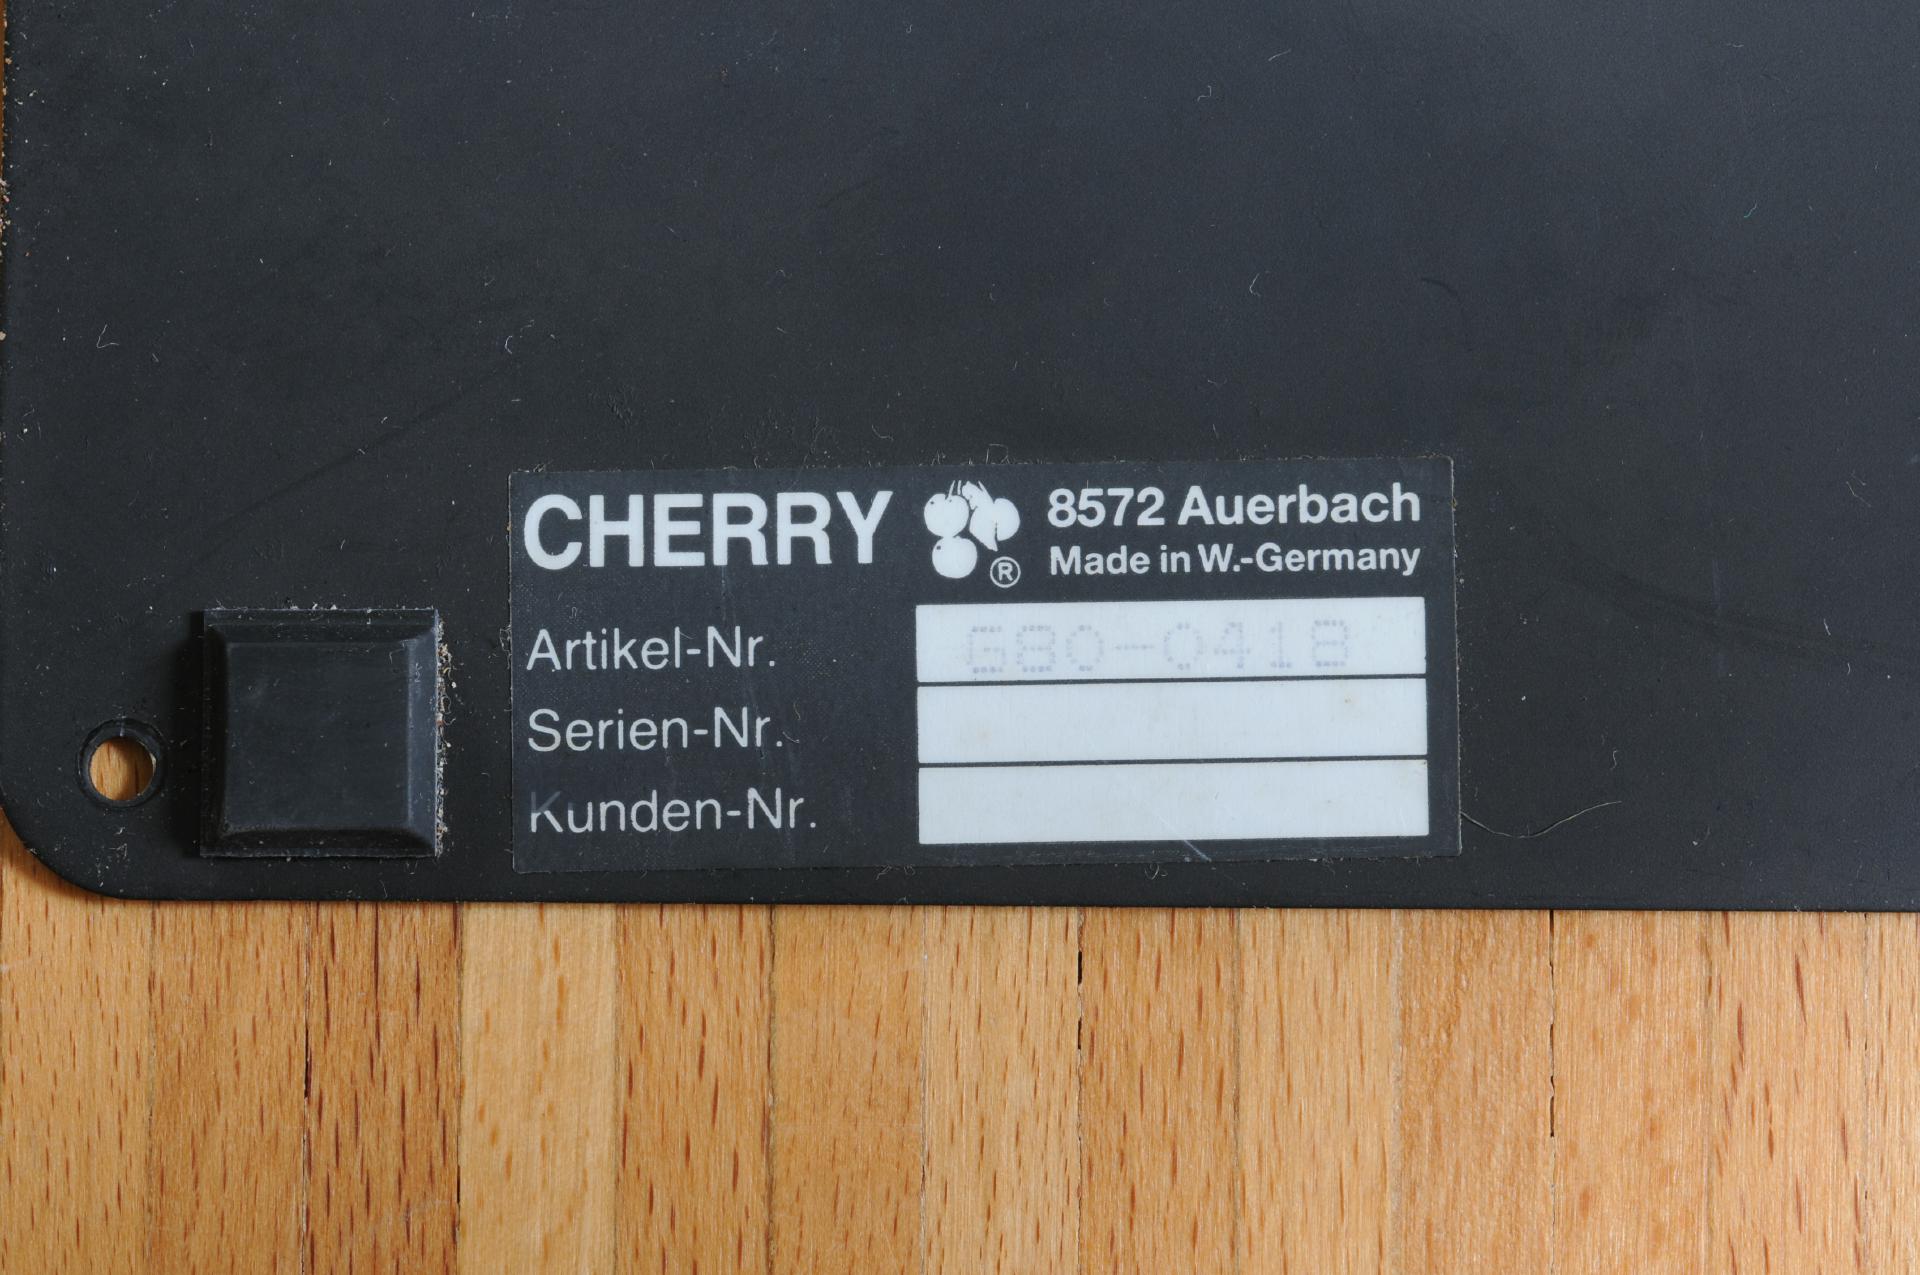 CHERRY ® 8572 Auerbach
Made in W.-Germany
Artikel-Nr. G80-0418
Serien-Nr.
Kunden-Nr.